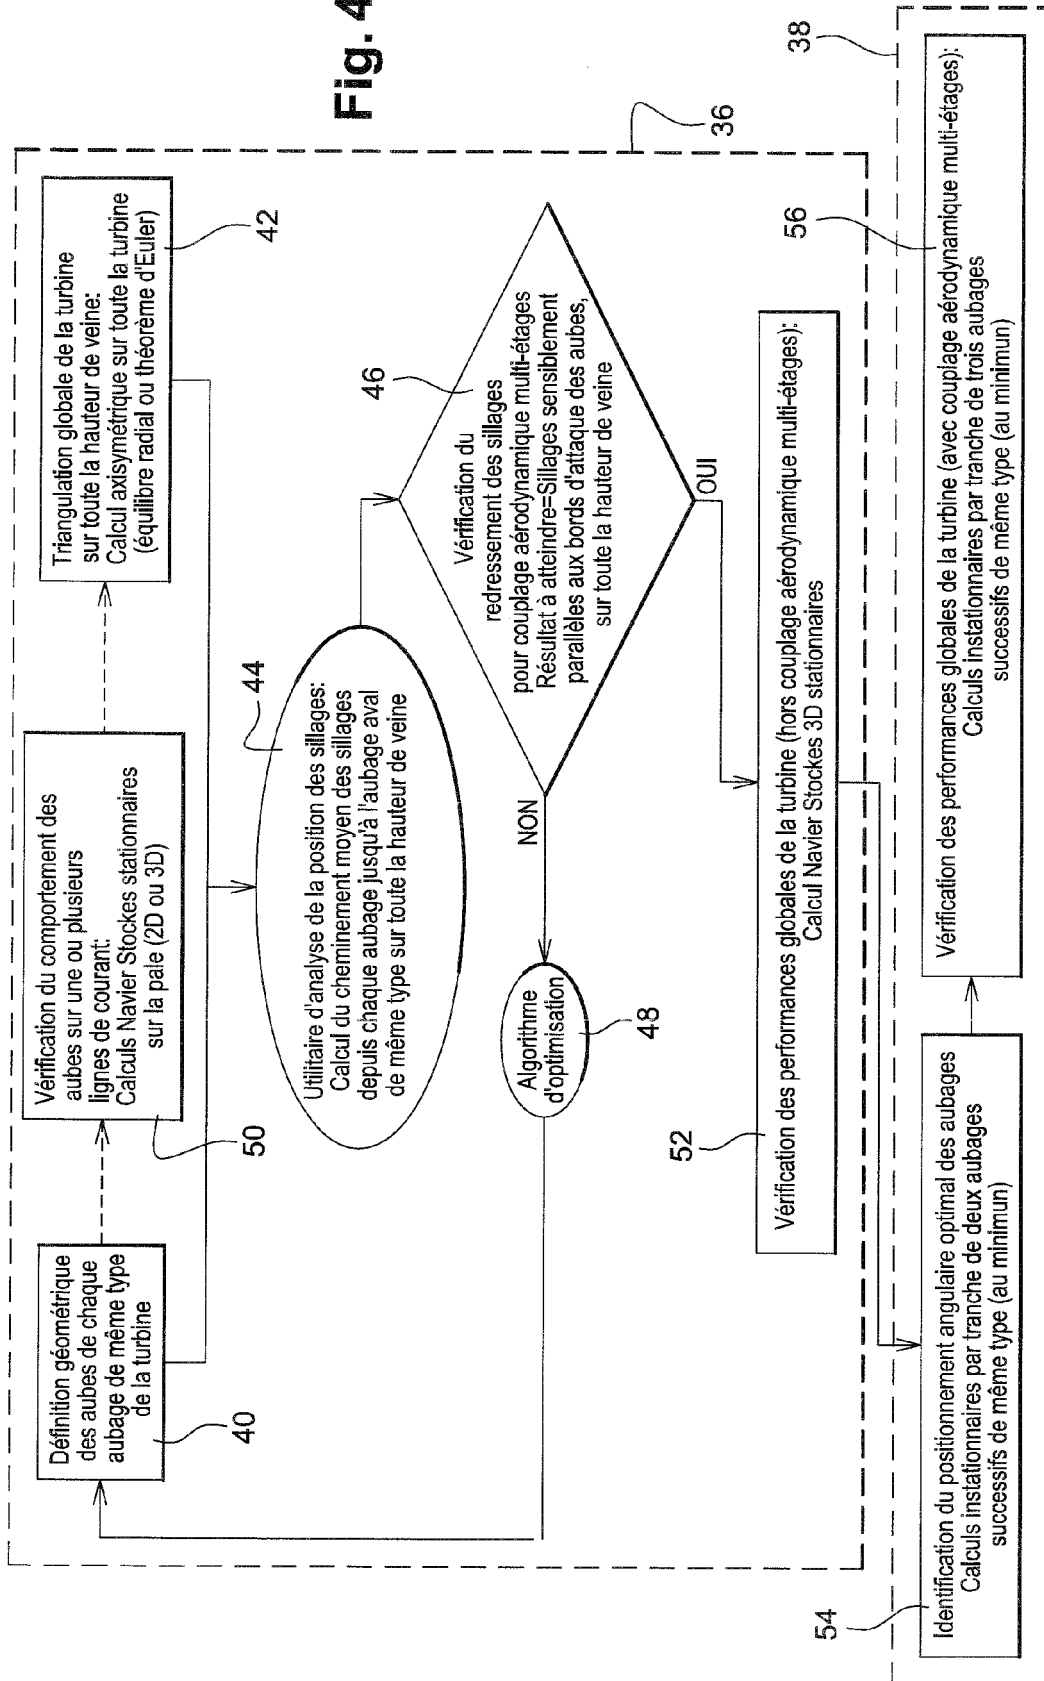 Fig. 4
36
Définition géométrique
des aubes de chaque
aubage de même type
de la turbine
40
Vérification du comportement des
aubes sur une ou plusieurs
lignes de courant:
Calculs Navier Stockes stationnaires
sur la pale (2D ou 3D)
50
Triangulation globale de la turbine
sur toute la hauteur de veine:
Calcul axisymétrique sur toute la turbine
(équilibre radial ou théorème d'Euler)
42
44
Utilitaire d'analyse de la position des sillages:
Calcul du cheminement moyen des sillages
depuis chaque aubage jusqu'à l'aubage aval
de même type sur toute la hauteur de veine
46
Vérification du
redressement des sillages
pour couplage aérodynamique multi-étages
Résultat à atteindre=Sillages sensiblement
parallèles aux bords d'attaque des aubes,
sur toute la hauteur de veine
NON
OUI
Algorithme
d'optimisation
48
52
Vérification des performances globales de la turbine (hors couplage aérodynamique multi-étages):
Calcul Navier Stockes 3D stationnaires
38
54
Identification du positionnement angulaire optimal des aubages
Calculs instationnaires par tranche de deux aubages
successifs de même type (au minimun)
56
Vérification des performances globales de la turbine (avec couplage aérodynamique multi-étages):
Calculs instationnaires par tranche de trois aubages
successifs de même type (au minimun)